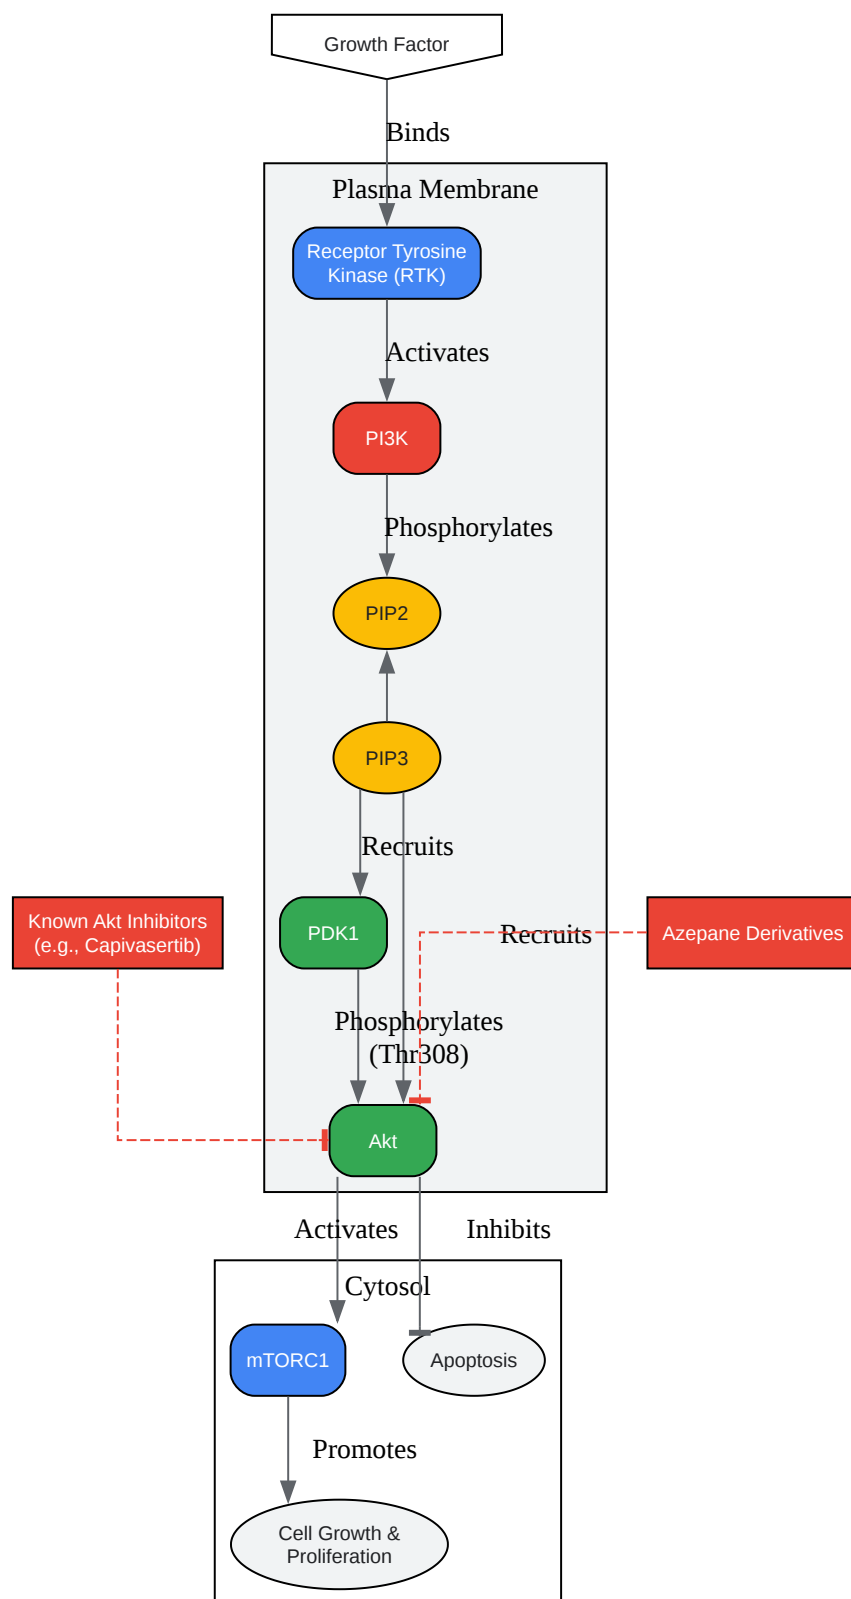 Growth Factor
Binds
Plasma Membrane
Receptor Tyrosine
Kinase (RTK)
Activates
PI3K
Phosphorylates
PIP2
PIP3
Recruits
Known Akt Inhibitors
(e.g., Capivasertib)
PDK1
Recruits
Azepane Derivatives
Phosphorylates
(Thr308)
Akt
Activates
Inhibits
Cytosol
mTORC1
Apoptosis
Promotes
Cell Growth &
Proliferation